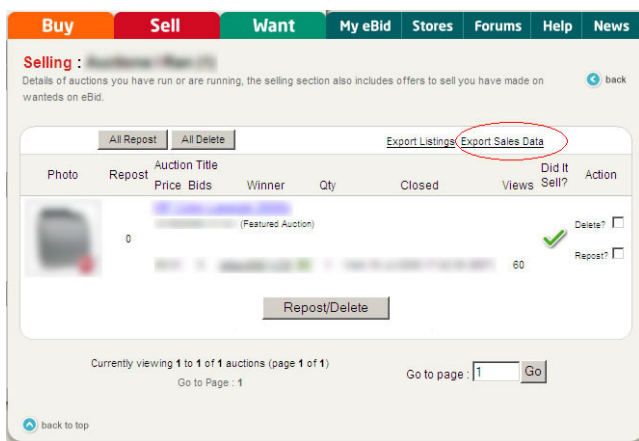 Buy Sell Want My eBid Stores Forums Help News
Selling :
Details of auctions you have run or are running, the selling section also includes offers to sell you have made on
wanteds on eBid.
back
All Repost All Delete Export Listings Export Sales Data
Photo Repost Auction Title Did It Sell? Action
Price Bids Winner Qty Closed Views
(Featured Auction)
0
Delete?
Repost?
60
Repost/Delete
Currently viewing 1 to 1 of 1 auctions (page 1 of 1)
Go to page : 1 Go
Go to Page : 1
back to top